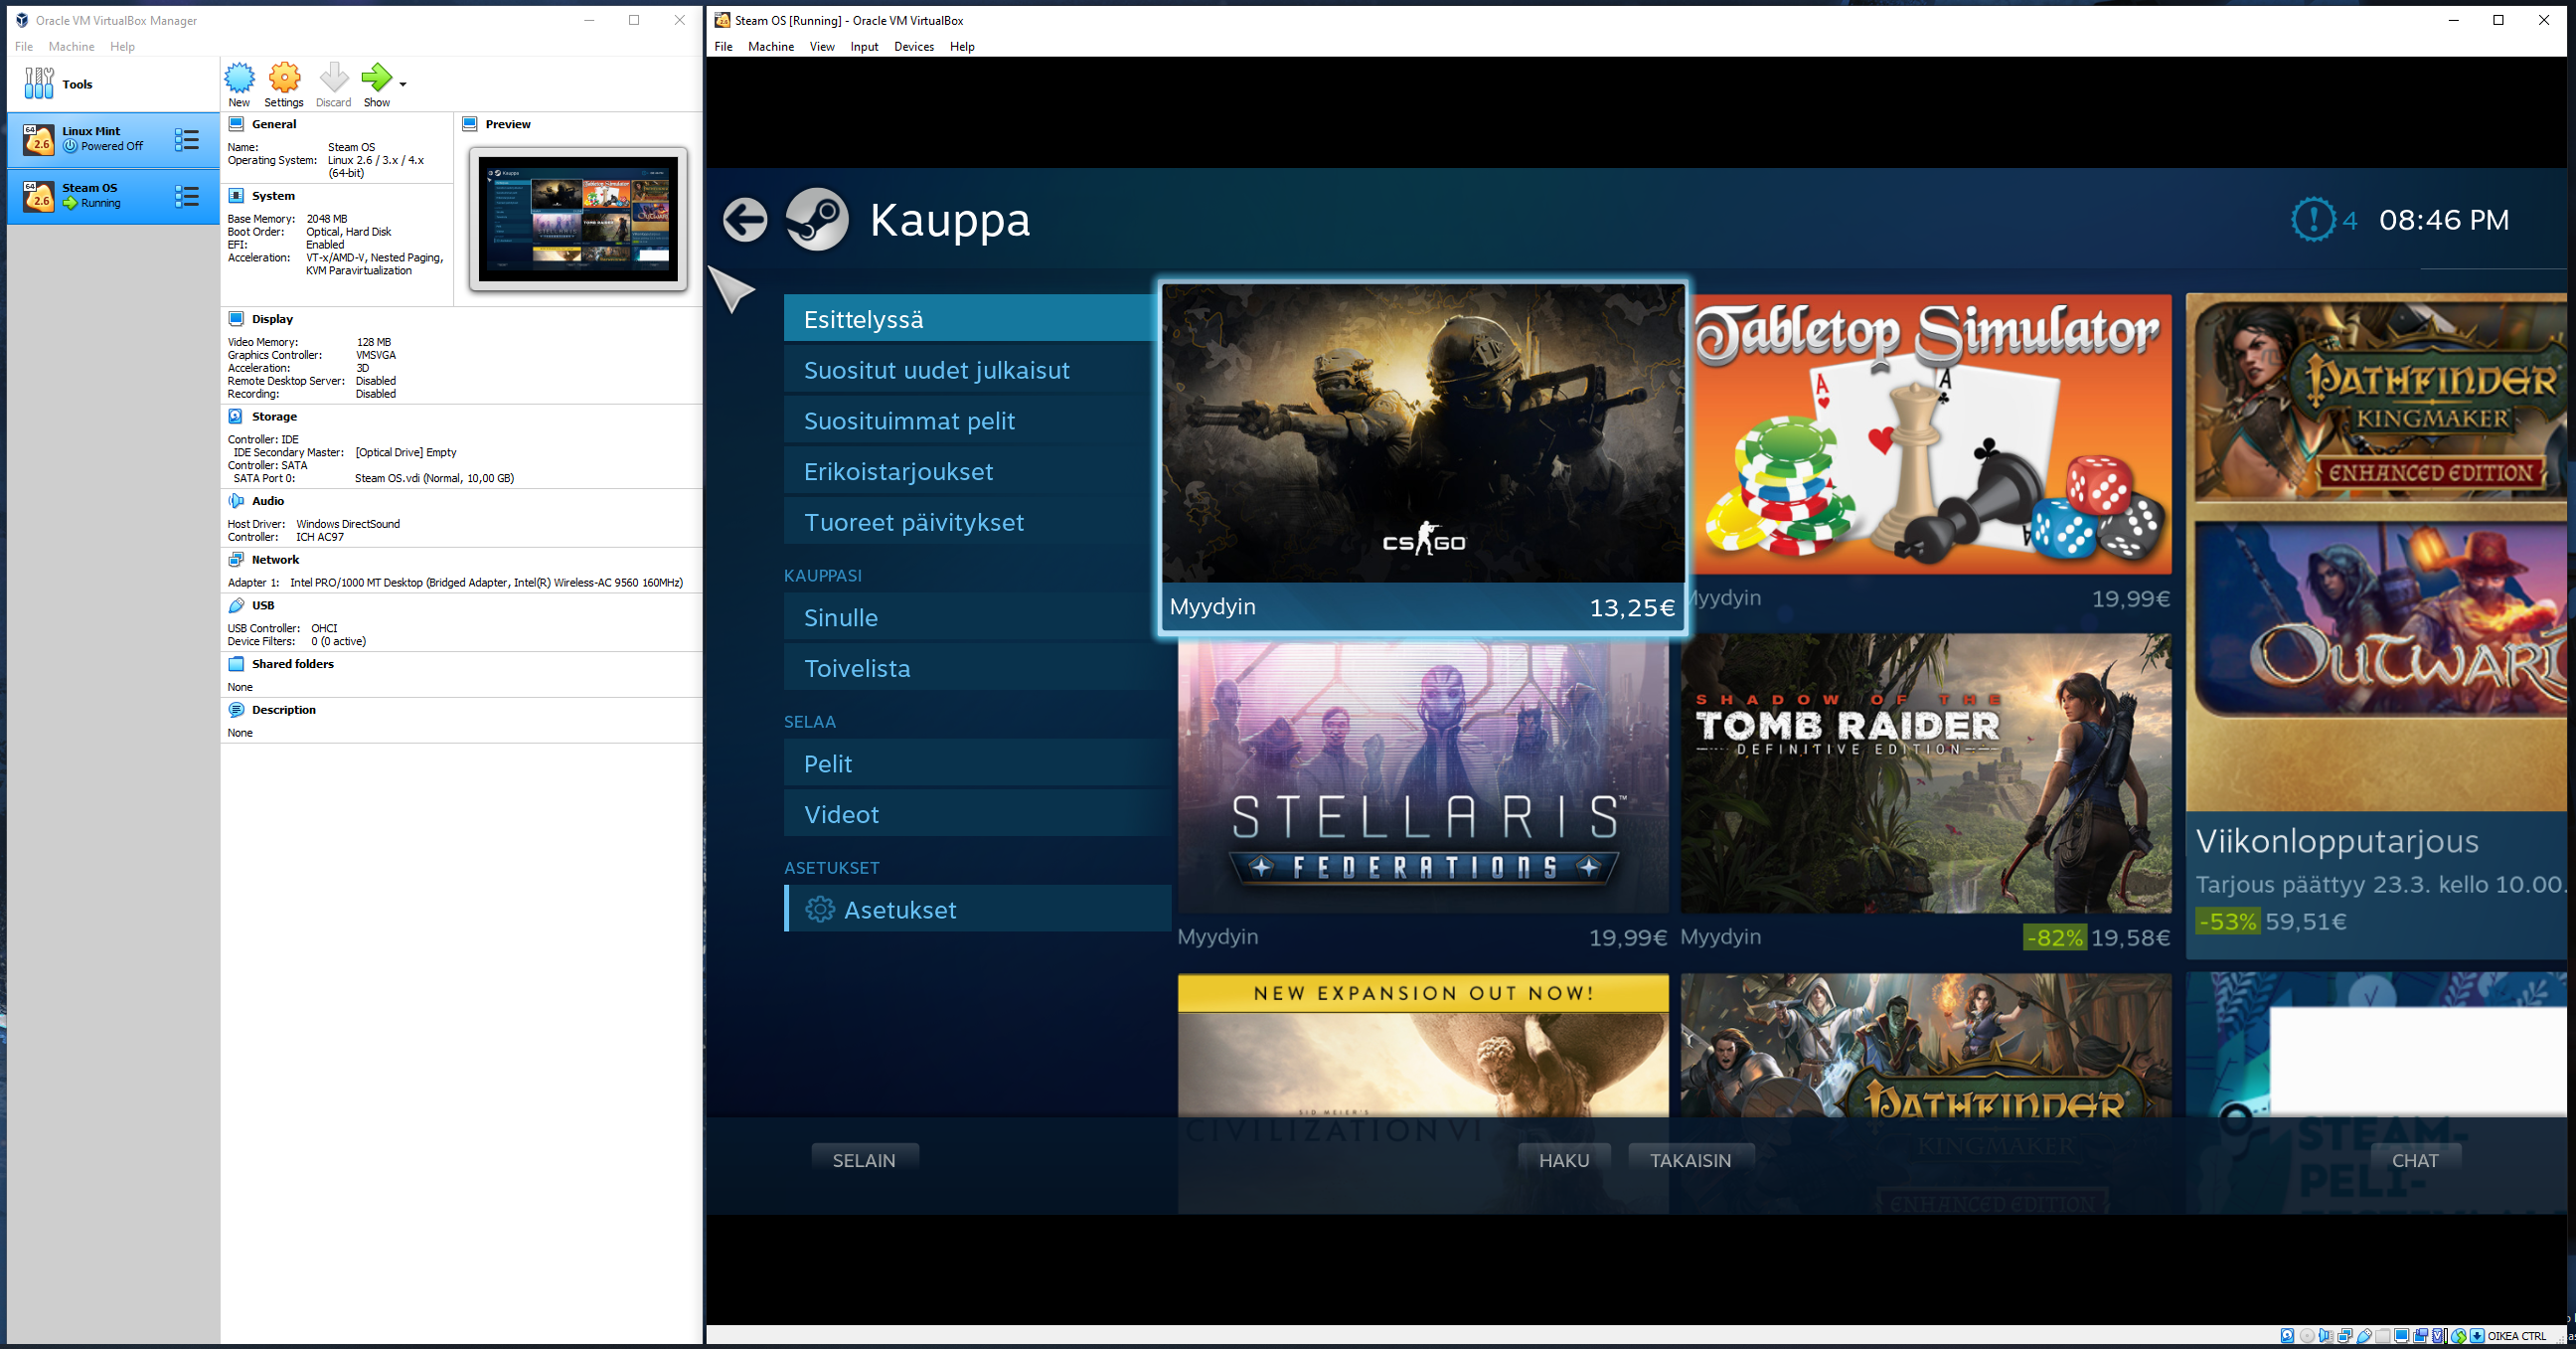 Oracle VM VirtualBox Manager
File Machine Help
Tools
64
2.6
Linux Mint
Powered Off
64
2.6
Steam OS
Running
New Settings Discard Show
General
Name: Steam OS
Operating System: Linux 2.6 / 3.x / 4.x
(64-bit)
System
Base Memory: 2048 MB
Boot Order: Optical, Hard Disk
EFI: Enabled
Acceleration: VT-x/AMD-V, Nested Paging,
KVM Paravirtualization
Preview
Kauppa
Display
Video Memory: 128 MB
Graphics Controller: VMSVGA
Acceleration: 3D
Remote Desktop Server: Disabled
Recording: Disabled
Storage
Controller: IDE
IDE Secondary Master: [Optical Drive] Empty
Controller: SATA
SATA Port 0: Steam OS.vdi (Normal, 10,00 GB)
Audio
Host Driver: Windows DirectSound
Controller: ICH AC97
Network
Adapter 1: Intel PRO/1000 MT Desktop (Bridged Adapter, Intel(R) Wireless-AC 9560 160MHz)
USB
USB Controller: OHCI
Device Filters: 0 (0 active)
Shared folders
None
Description
None
Steam OS [Running] - Oracle VM VirtualBox
File Machine View Input Devices Help
Kauppa
4 08:46 PM
Esittelyssä
Suositut uudet julkaisut
Suosituimmat pelit
Erikoistarjoukset
Tuoreet päivitykset
KAUPPASI
Sinulle
Toivelista
SELAA
Pelit
Videot
ASETUKSET
Asetukset
CS GO
Myydyin 13,25€
Tabletop Simulator
A
A
Myydyin 19,99€
STELLARIS™
FEDERATIONS
Myydyin 19,99€
SHADOW OF THE
TOMB RAIDER
DEFINITIVE EDITION
Myydyin -82% 19,58€
PATHFINDER
KINGMAKER
ENHANCED EDITION
OUTWARD
Viikonlopputarjous
Tarjous päättyy 23.3. kello 10.00.
-53% 59,51€
NEW EXPANSION OUT NOW!
SID MEIER'S
CIVILIZATION VI
PATHFINDER
KINGMAKER
ENHANCED EDITION
STEAM-
PELI-
SELAIN HAKU TAKAISIN CHAT
OIKEA CTRL